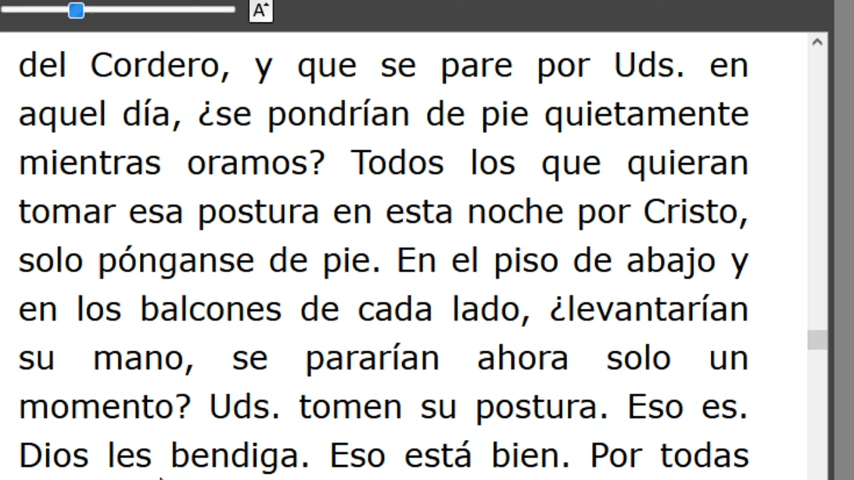 A
del Cordero, y que se pare por Uds. en
aquel día, ¿se pondrían de pie quietamente
mientras oramos? Todos los que quieran
tomar esa postura en esta noche por Cristo,
solo pónganse de pie. En el piso de abajo y
en los balcones de cada lado, ¿levantarían
su mano, se pararían ahora solo un
momento? Uds. tomen su postura. Eso es.
Dios les bendiga. Eso está bien. Por todas